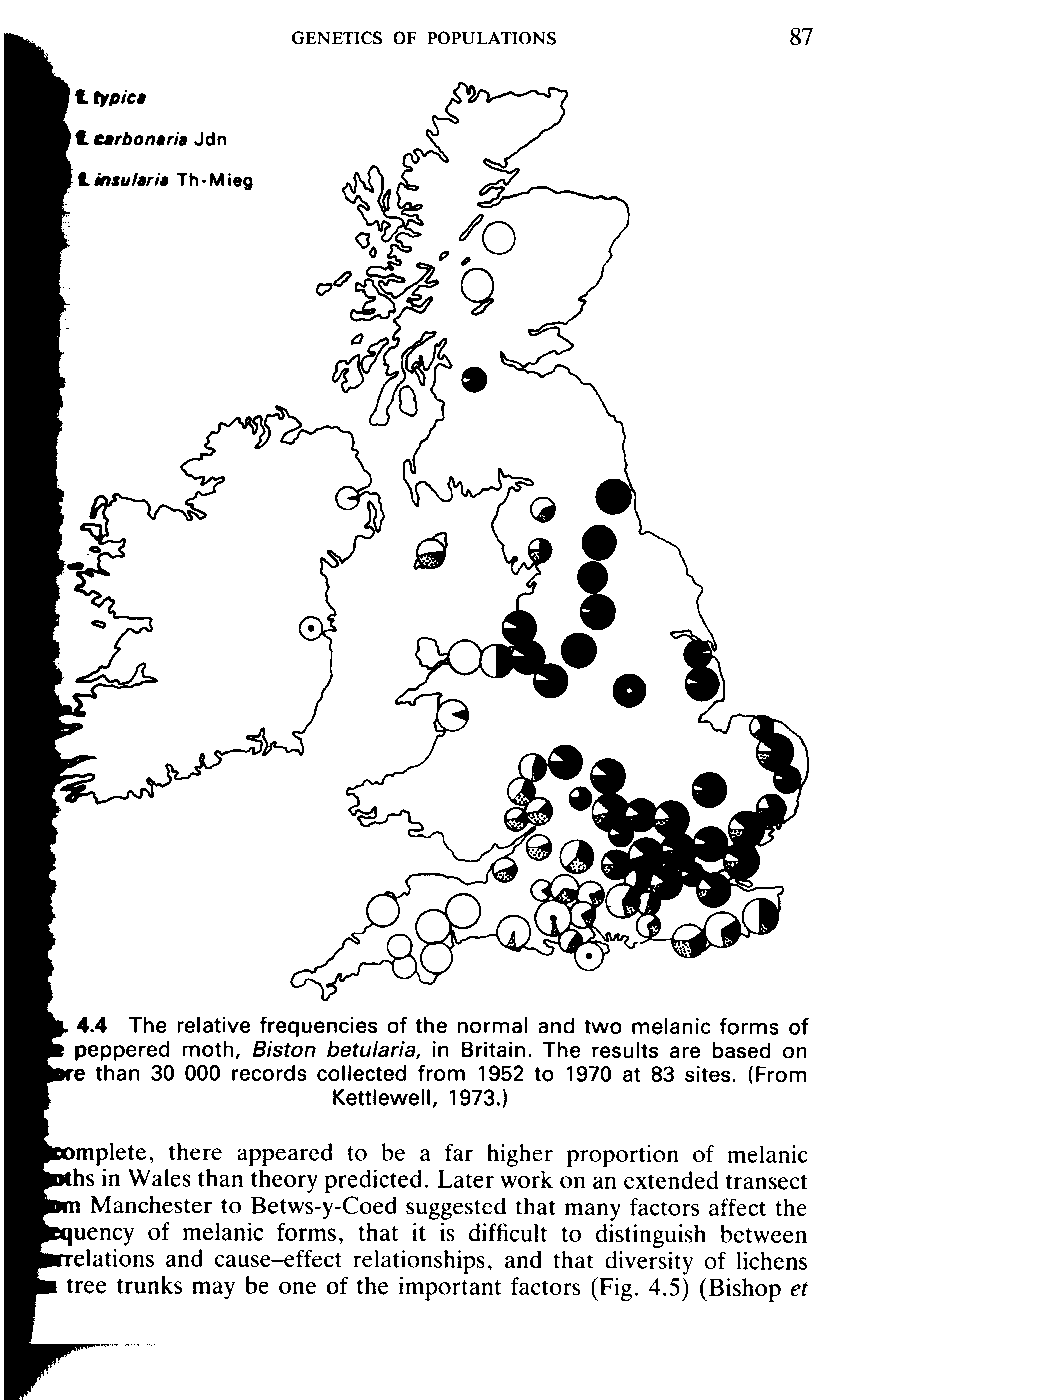 GENETICS OF POPULATIONS 87
f. typica
f. carbonaria Jdn
f. insularia Th-Mieg
4.4 The relative frequencies of the normal and two melanic forms of
peppered moth, Biston betularia, in Britain. The results are based on
than 30 000 records collected from 1952 to 1970 at 83 sites. (From
Kettlewell, 1973.)
complete, there appeared to be a far higher proportion of melanic
in Wales than theory predicted. Later work on an extended transect
Manchester to Betws-y-Coed suggested that many factors affect the
of melanic forms, that it is difficult to distinguish between
and cause–effect relationships, and that diversity of lichens
tree trunks may be one of the important factors (Fig. 4.5) (Bishop et